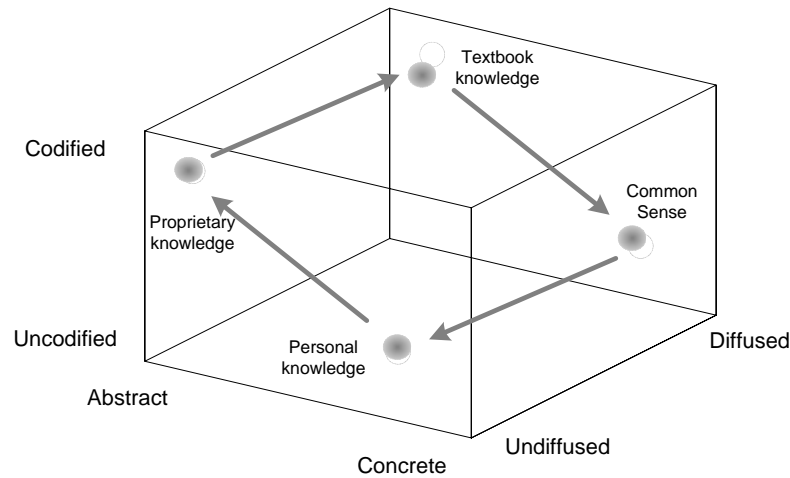 Textbook
knowledge
Codified
Common
Sense
Proprietary
knowledge
Uncodified
Personal
knowledge
Diffused
Abstract
Undiffused
Concrete